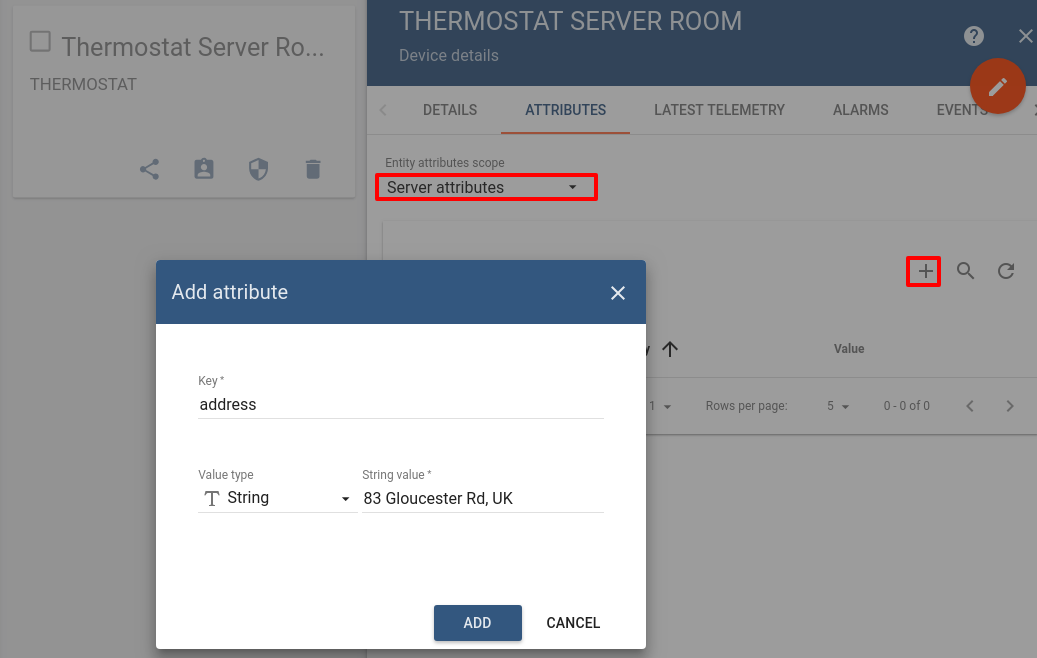 Thermostat Server Ro...
THERMOSTAT
THERMOSTAT SERVER ROOM
Device details
DETAILS ATTRIBUTES LATEST TELEMETRY ALARMS EVENTS
Entity attributes scope
Server attributes
Add attribute
Key *
address
Value type String value *
String 83 Gloucester Rd, UK
ADD CANCEL
Value
1 Rows per page: 5 0 - 0 of 0